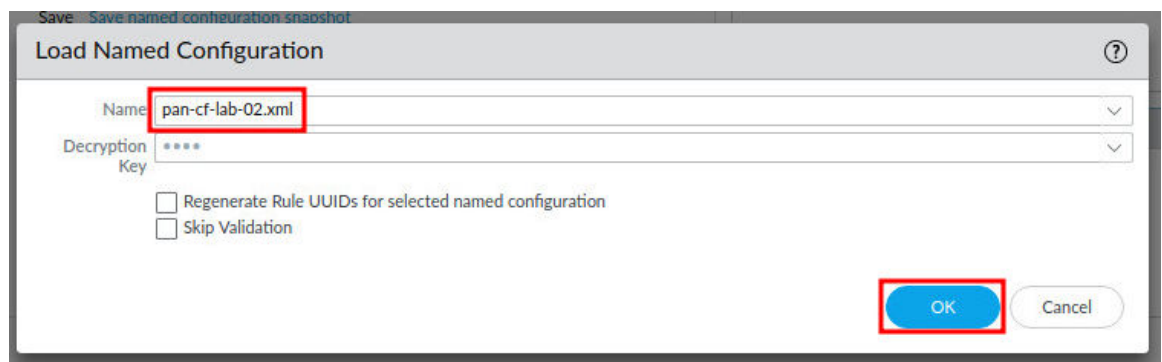 Save Save named configuration snapshot
Load Named Configuration
Name pan-cf-lab-02.xml
Decryption Key ••••
Regenerate Rule UUIDs for selected named configuration
Skip Validation
OK Cancel